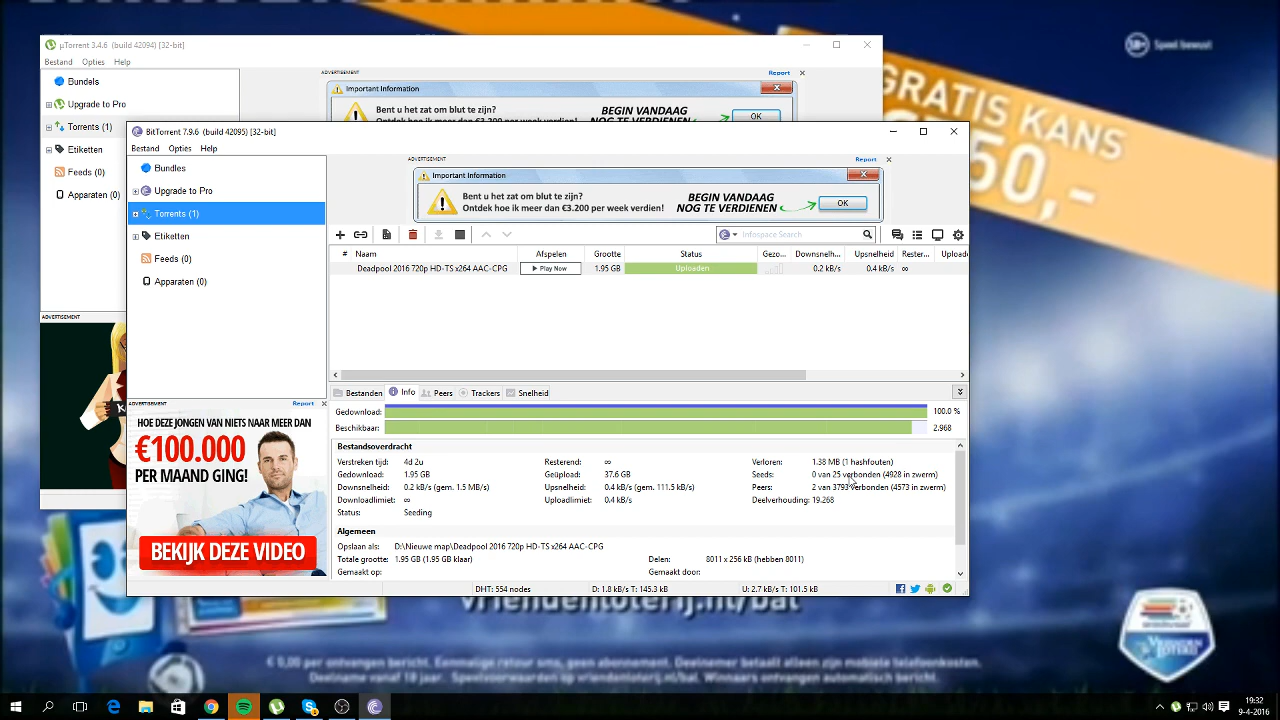 18+ Speel bewust
GRATIS KANS
50,-
µTorrent 3.4.6 (build 42094) [32-bit]
Bestand Opties Help
Bundels
Upgrade to Pro
Torrents (1)
Etiketten
Feeds (0)
Apparaten (0)
ADVERTISEMENT
ADVERTISEMENT Report
Important Information
Bent u het zat om blut te zijn?
Ontdek hoe ik meer dan €3.200 per week verdien!
BEGIN VANDAAG
NOG TE VERDIENEN
OK
BitTorrent 7.9.6 (build 42095) [32-bit]
Bestand Opties Help
Bundles
Upgrade to Pro
Torrents (1)
Etiketten
Feeds (0)
Apparaten (0)
ADVERTISEMENT Report
Important Information
Bent u het zat om blut te zijn?
Ontdek hoe ik meer dan €3.200 per week verdien!
BEGIN VANDAAG
NOG TE VERDIENEN
OK
Infospace Search
# Naam Afspelen Grootte Status Gezo... Downsnelh... Upsnelheid Rester... Uploade
Deadpool 2016 720p HD-TS x264 AAC-CPG Play Now 1.95 GB Uploaden 0.2 kB/s 0.4 kB/s ∞
Bestanden Info Peers Trackers Snelheid
Gedownload: 100.0 %
Beschikbaar: 2.968
Bestandsoverdracht
Verstreken tijd: 4d 2u Resterend: ∞ Verloren: 1.38 MB (1 hashfouten)
Gedownload: 1.95 GB Geüpload: 37.6 GB Seeds: 0 van 25 verbonden (4928 in zwerm)
Downsnelheid: 0.2 kB/s (gem. 1.5 MB/s) Upsnelheid: 0.4 kB/s (gem. 111.5 kB/s) Peers: 2 van 3793 verbonden (4573 in zwerm)
Downloadlimiet: ∞ Uploadlimiet: 0.4 kB/s Deelverhouding: 19.268
Status: Seeding
Algemeen
Opslaan als: D:\Nieuwe map\Deadpool 2016 720p HD-TS x264 AAC-CPG
Totale grootte: 1.95 GB (1.95 GB klaar) Delen: 8011 x 256 kB (hebben 8011)
Gemaakt op: Gemaakt door:
DHT: 554 nodes D: 1.8 kB/s T: 145.3 kB U: 2.7 kB/s T: 101.5 kB
ADVERTISEMENT Report
HOE DEZE JONGEN VAN NIETS NAAR MEER DAN
€100.000
PER MAAND GING!
BEKIJK DEZE VIDEO
vriendenloterij.nl/bal
€ 0,00 per ontvangen bericht. Eenmalige retour sms, geen abonnement. Deelnemer betaalt alleen zijn mobiele telefoonkosten.
Deelname vanaf 18 jaar. Spelvoorwaarden op vriendenloterij.nl/bal. Winnaars ontvangen automatisch bericht.
VRIENDEN
LOTERIJ
19:32
9-4-2016